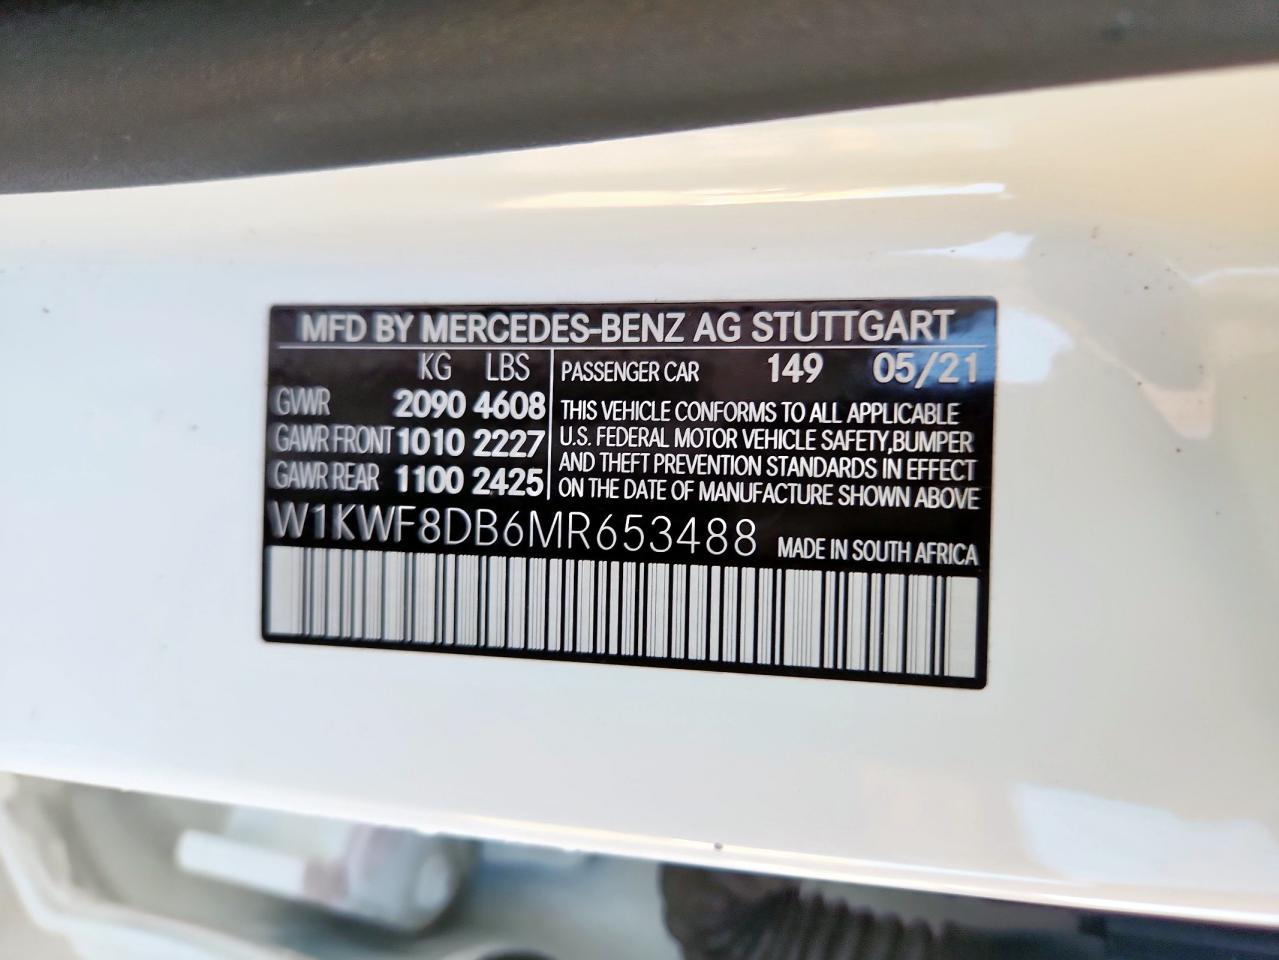 MFD BY MERCEDES-BENZ AG STUTTGART
KG LBS
GVWR 2090 4608
GAWR FRONT 1010 2227
GAWR REAR 1100 2425
PASSENGER CAR 149 05/21
THIS VEHICLE CONFORMS TO ALL APPLICABLE
U.S. FEDERAL MOTOR VEHICLE SAFETY,BUMPER
AND THEFT PREVENTION STANDARDS IN EFFECT
ON THE DATE OF MANUFACTURE SHOWN ABOVE
W1KWF8DB6MR653488
MADE IN SOUTH AFRICA